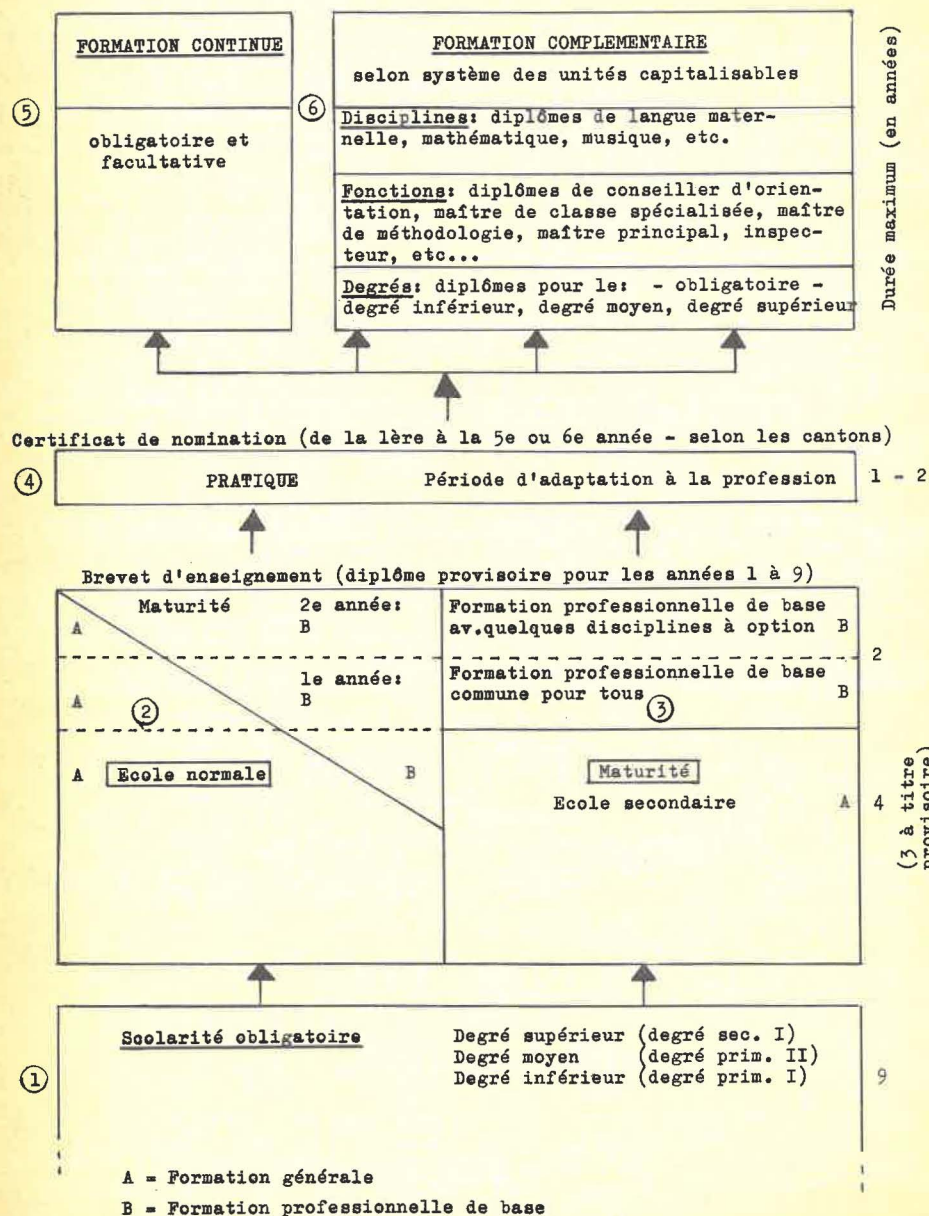 FORMATION CONTINUE
⑤
obligatoire et
facultative
FORMATION COMPLEMENTAIRE
selon système des unités capitalisables
⑥
Disciplines: diplômes de langue mater-
nelle, mathématique, musique, etc.
Fonctions: diplômes de conseiller d'orien-
tation, maître de classe spécialisée, maître
de méthodologie, maître principal, inspec-
teur, etc...
Degrés: diplômes pour le: - obligatoire -
degré inférieur, degré moyen, degré supérieur
Durée maximum (en années)
Certificat de nomination (de la lère à la 5e ou 6e année - selon les cantons)
④ PRATIQUE Période d'adaptation à la profession 1 - 2
Brevet d'enseignement (diplôme provisoire pour les années 1 à 9)
Maturité 2e année:
A B
1e année:
A B
②
A Ecole normale B
Formation professionnelle de base
av.quelques disciplines à option B
2
Formation professionnelle de base
commune pour tous B
③
Maturité
Ecole secondaire A 4
(3 à titre
provisoire)
Scolarité obligatoire
Degré supérieur (degré sec. I)
Degré moyen (degré prim. II)
Degré inférieur (degré prim. I)
① 9
A = Formation générale
B = Formation professionnelle de base